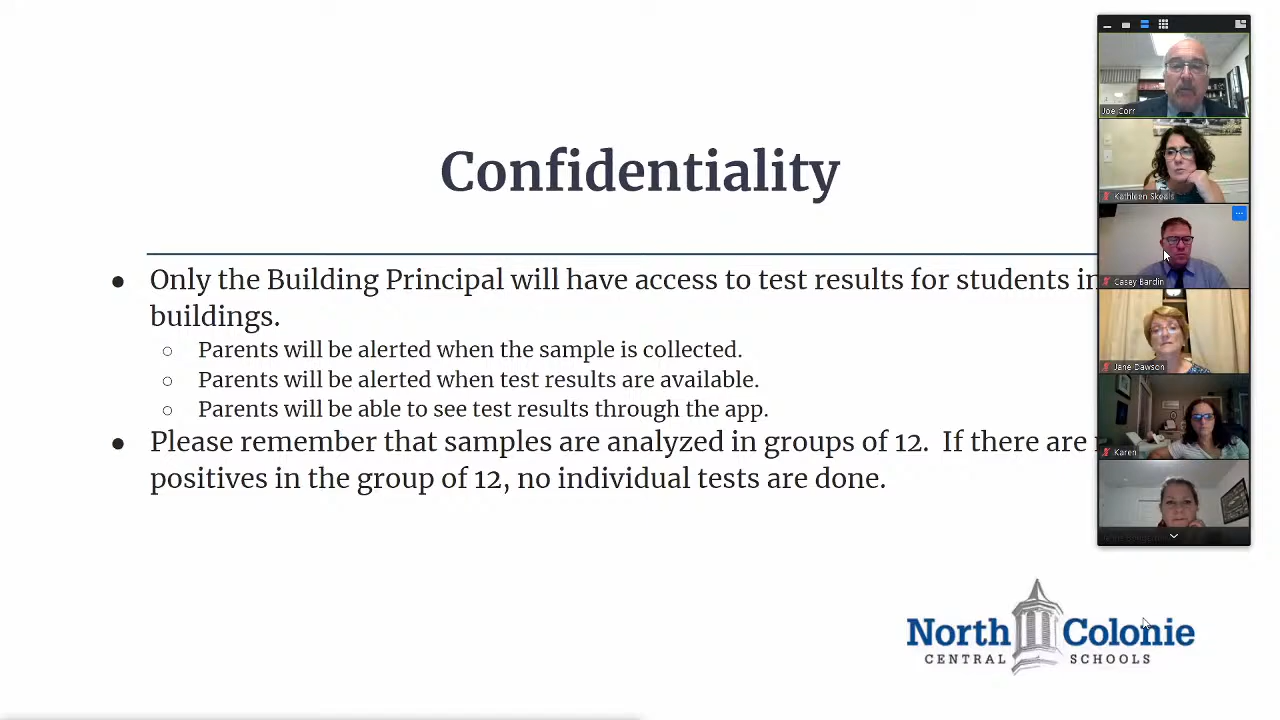 Confidentiality
● Only the Building Principal will have access to test results for students in
buildings.
○ Parents will be alerted when the sample is collected.
○ Parents will be alerted when test results are available.
○ Parents will be able to see test results through the app.
● Please remember that samples are analyzed in groups of 12. If there are
positives in the group of 12, no individual tests are done.
North Colonie
CENTRAL SCHOOLS
Joe Corr
Kathleen Skeals
Casey Bardin
Jane Dawson
Karen